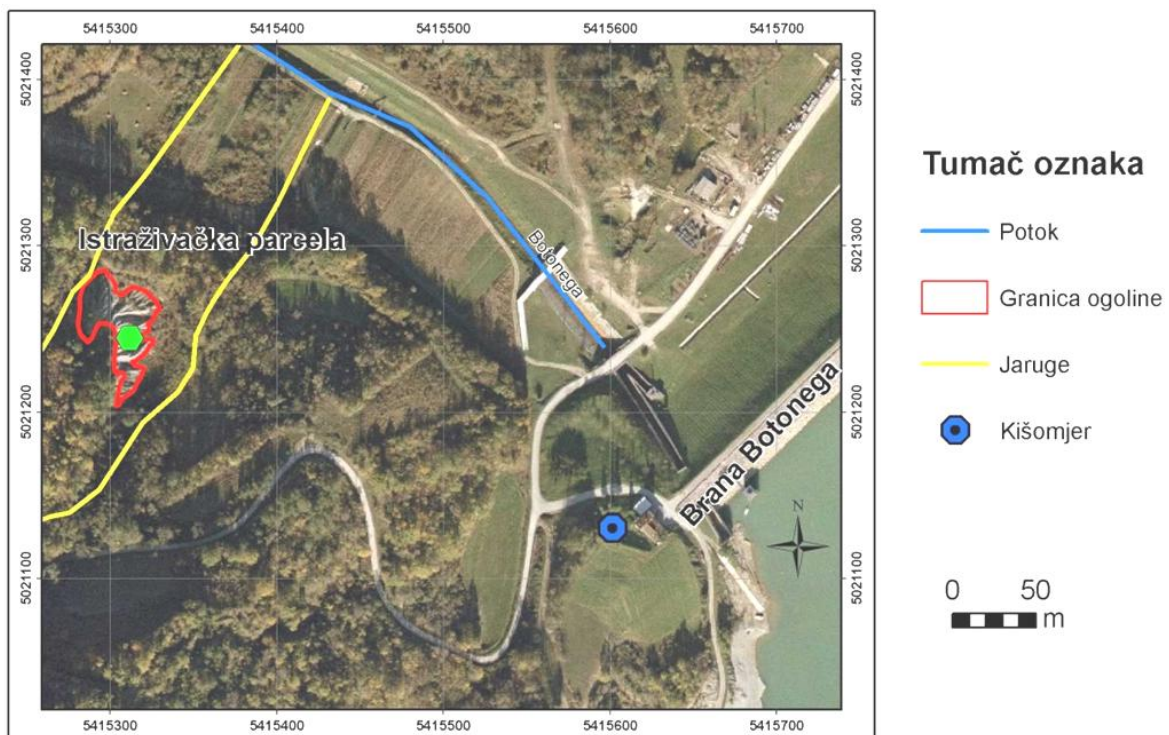 5415300 5415400 5415500 5415600 5415700
5021400
5021400
Istraživačka parcela
5021300
5021300
Botonega
5021200
5021200
Brana Botonega
N
5021100
5021100
5415300 5415400 5415500 5415600 5415700
Tumač oznaka
Potok
Granica ogoline
Jaruge
Kišomjer
0 50
m